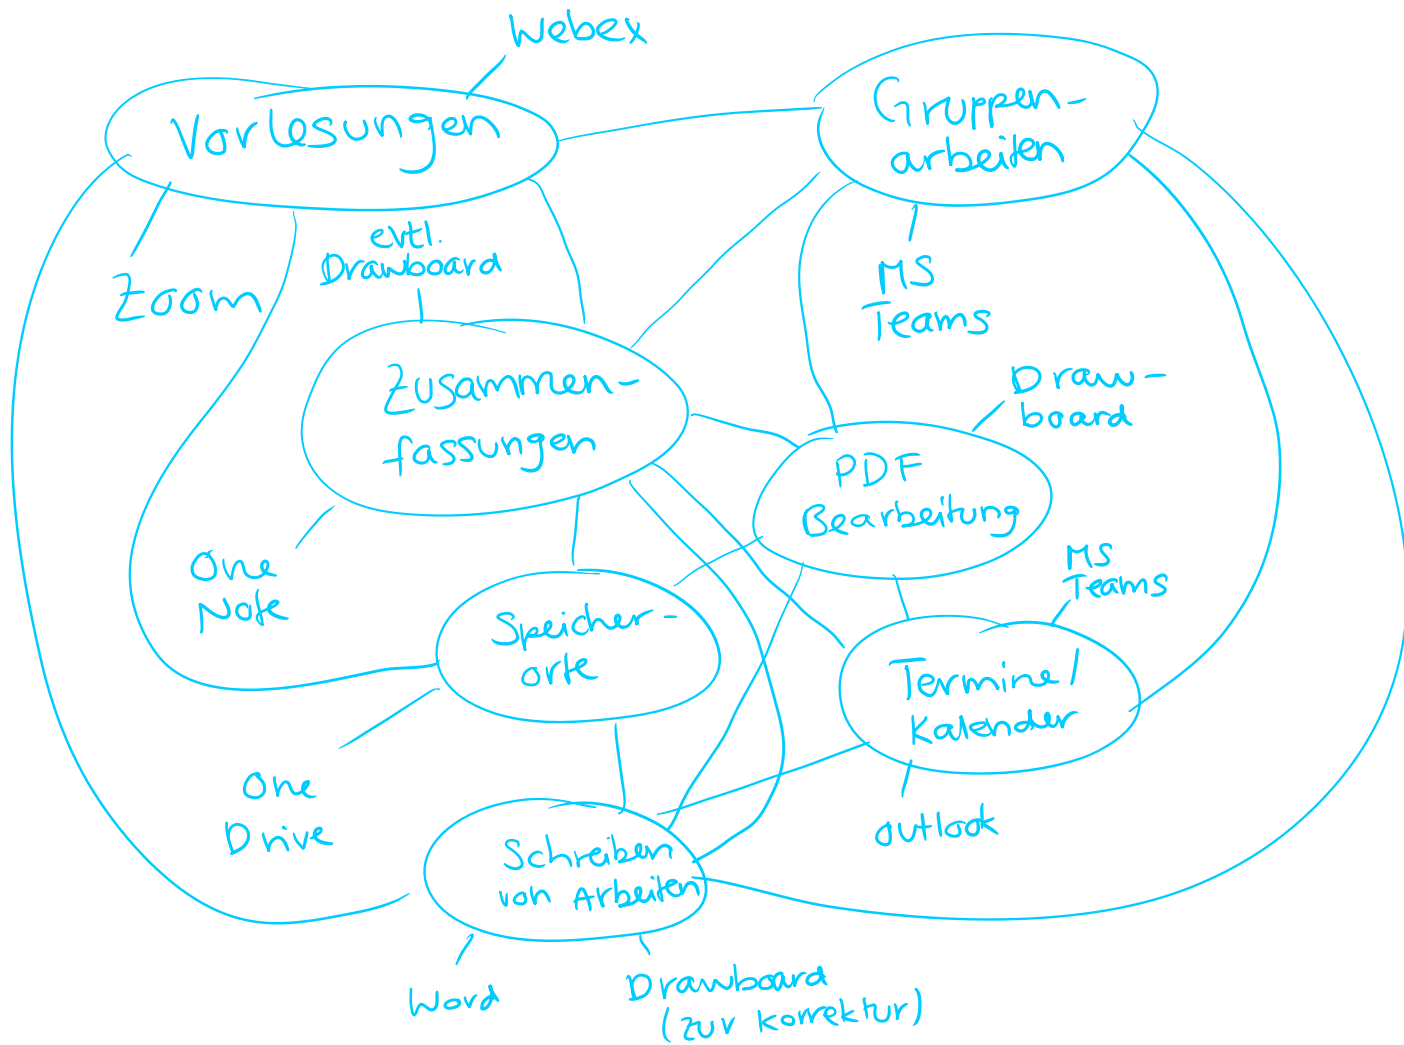 Webex
Vorlesungen
Gruppen-
arbeiten
Zoom
evtl.
Drawboard
MS
Teams
Zusammen-
fassungen
Draw-
board
PDF
Bearbeitung
One
Note
MS
Teams
Speicher-
orte
Termine/
Kalender
One
Drive
outlook
Schreiben
von Arbeiten
Word
Drawboard
(zur Korrektur)